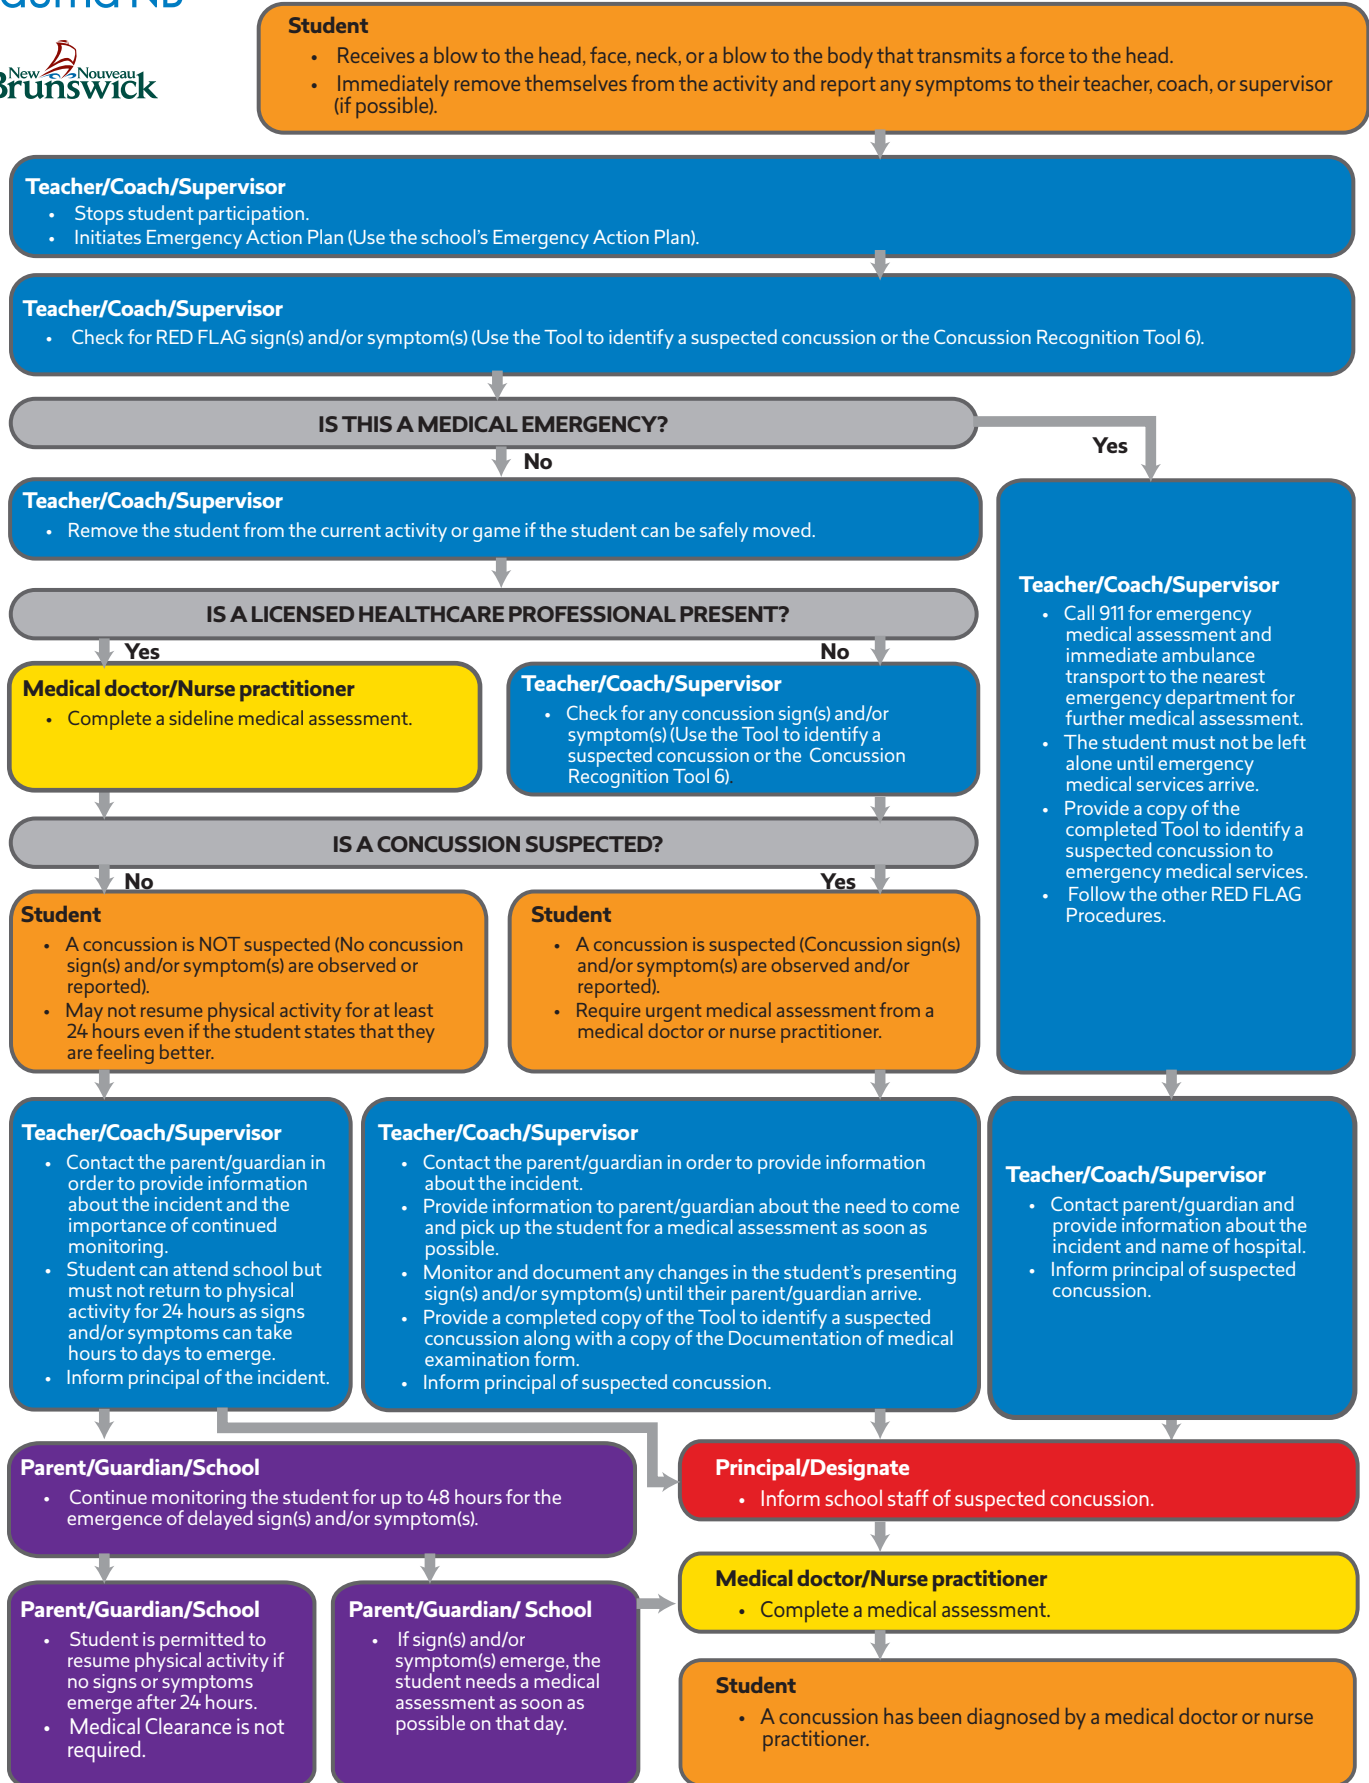 New Nouveau
Brunswick
Student
• Receives a blow to the head, face, neck, or a blow to the body that transmits a force to the head.
• Immediately remove themselves from the activity and report any symptoms to their teacher, coach, or supervisor
(if possible).
Teacher/Coach/Supervisor
• Stops student participation.
• Initiates Emergency Action Plan (Use the school's Emergency Action Plan).
Teacher/Coach/Supervisor
• Check for RED FLAG sign(s) and/or symptom(s) (Use the Tool to identify a suspected concussion or the Concussion Recognition Tool 6).
IS THIS A MEDICAL EMERGENCY?
Yes
No
Teacher/Coach/Supervisor
• Remove the student from the current activity or game if the student can be safely moved.
Teacher/Coach/Supervisor
• Call 911 for emergency
medical assessment and
immediate ambulance
transport to the nearest
emergency department for
further medical assessment.
• The student must not be left
alone until emergency
medical services arrive.
• Provide a copy of the
completed Tool to identify a
suspected concussion to
emergency medical services.
• Follow the other RED FLAG
Procedures.
IS A LICENSED HEALTHCARE PROFESSIONAL PRESENT?
Yes
No
Medical doctor/Nurse practitioner
• Complete a sideline medical assessment.
Teacher/Coach/Supervisor
• Check for any concussion sign(s) and/or
symptom(s) (Use the Tool to identify a
suspected concussion or the Concussion
Recognition Tool 6).
IS A CONCUSSION SUSPECTED?
No
Yes
Student
• A concussion is NOT suspected (No concussion
sign(s) and/or symptom(s) are observed or
reported).
• May not resume physical activity for at least
24 hours even if the student states that they
are feeling better.
Student
• A concussion is suspected (Concussion sign(s)
and/or symptom(s) are observed and/or
reported).
• Require urgent medical assessment from a
medical doctor or nurse practitioner.
Teacher/Coach/Supervisor
• Contact the parent/guardian in
order to provide information
about the incident and the
importance of continued
monitoring.
• Student can attend school but
must not return to physical
activity for 24 hours as signs
and/or symptoms can take
hours to days to emerge.
• Inform principal of the incident.
Teacher/Coach/Supervisor
• Contact the parent/guardian in order to provide information
about the incident.
• Provide information to parent/guardian about the need to come
and pick up the student for a medical assessment as soon as
possible.
• Monitor and document any changes in the student's presenting
sign(s) and/or symptom(s) until their parent/guardian arrive.
• Provide a completed copy of the Tool to identify a suspected
concussion along with a copy of the Documentation of medical
examination form.
• Inform principal of suspected concussion.
Teacher/Coach/Supervisor
• Contact parent/guardian and
provide information about the
incident and name of hospital.
• Inform principal of suspected
concussion.
Parent/Guardian/School
• Continue monitoring the student for up to 48 hours for the
emergence of delayed sign(s) and/or symptom(s).
Principal/Designate
• Inform school staff of suspected concussion.
Parent/Guardian/School
• Student is permitted to
resume physical activity if
no signs or symptoms
emerge after 24 hours.
• Medical Clearance is not
required.
Parent/Guardian/ School
• If sign(s) and/or
symptom(s) emerge, the
student needs a medical
assessment as soon as
possible on that day.
Medical doctor/Nurse practitioner
• Complete a medical assessment.
Student
• A concussion has been diagnosed by a medical doctor or nurse
practitioner.